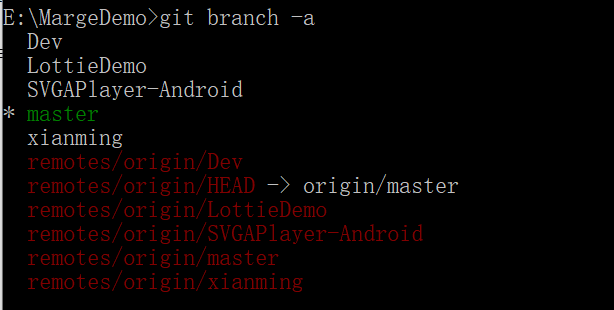 E:\MargeDemo>git branch -a
Dev
LottieDemo
SVGAPlayer-Android
* master
xianming
remotes/origin/Dev
remotes/origin/HEAD -> origin/master
remotes/origin/LottieDemo
remotes/origin/SVGAPlayer-Android
remotes/origin/master
remotes/origin/xianming